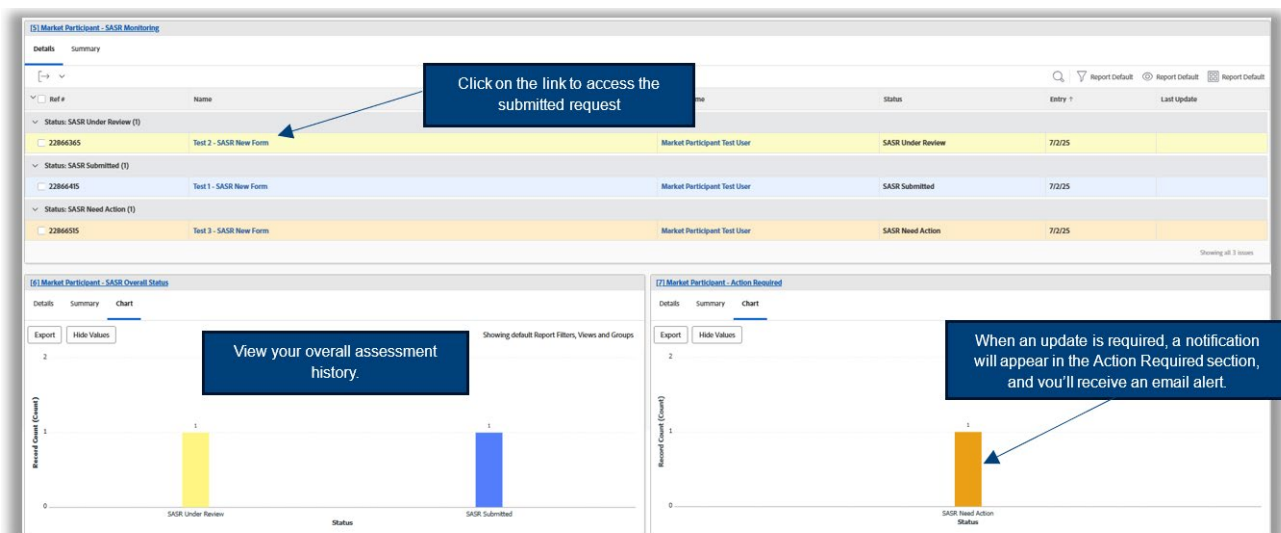 [5] Market Participant - SASR Monitoring
Details Summary
Click on the link to access the
submitted request
Report Default Report Default Report Default
Ref # Name me Status Entry ↑ Last Update
Status: SASR Under Review (1)
22866365 Test 2 - SASR New Form Market Participant Test User SASR Under Review 7/2/25
Status: SASR Submitted (1)
22866415 Test 1 - SASR New Form Market Participant Test User SASR Submitted 7/2/25
Status: SASR Need Action (1)
22866515 Test 3 - SASR New Form Market Participant Test User SASR Need Action 7/2/25
Showing all 3 issues
[6] Market Participant - SASR Overall Status
Details Summary Chart
Export Hide Values Showing default Report Filters, Views and Groups
View your overall assessment
history.
2
Record Count (Count)
1
1 1
0
SASR Under Review SASR Submitted
Status
[7] Market Participant - Action Required
Details Summary Chart
Export Hide Values
When an update is required, a notification
will appear in the Action Required section,
and you'll receive an email alert.
2
Record Count (Count)
1
1
0
SASR Need Action
Status